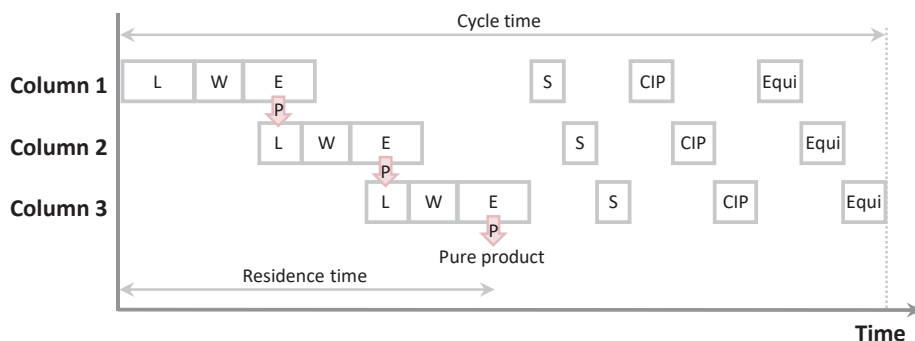 Cycle time
Column 1 L W E S CIP Equi
P
Column 2 L W E S CIP Equi
P
Column 3 L W E S CIP Equi
P
Pure product
Residence time
Time